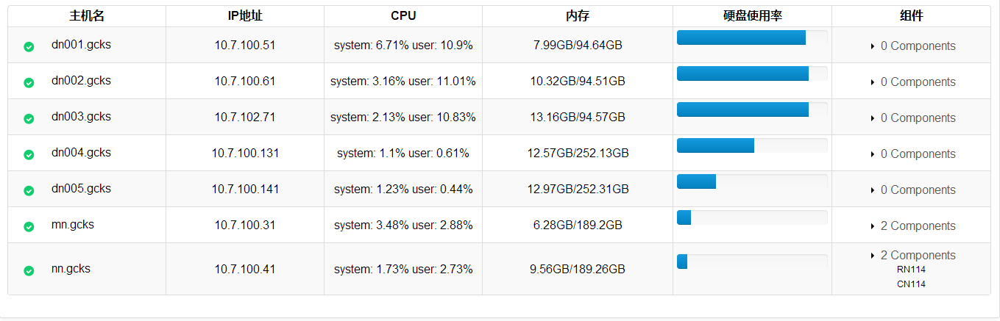 主机名 IP地址 CPU 内存 硬盘使用率 组件
dn001.gcks 10.7.100.51 system: 6.71% user: 10.9% 7.99GB/94.64GB 0 Components
dn002.gcks 10.7.100.61 system: 3.16% user: 11.01% 10.32GB/94.51GB 0 Components
dn003.gcks 10.7.102.71 system: 2.13% user: 10.83% 13.16GB/94.57GB 0 Components
dn004.gcks 10.7.100.131 system: 1.1% user: 0.61% 12.57GB/252.13GB 0 Components
dn005.gcks 10.7.100.141 system: 1.23% user: 0.44% 12.97GB/252.31GB 0 Components
mn.gcks 10.7.100.31 system: 3.48% user: 2.88% 6.28GB/189.2GB 2 Components
nn.gcks 10.7.100.41 system: 1.73% user: 2.73% 9.56GB/189.26GB 2 Components
RN114
CN114